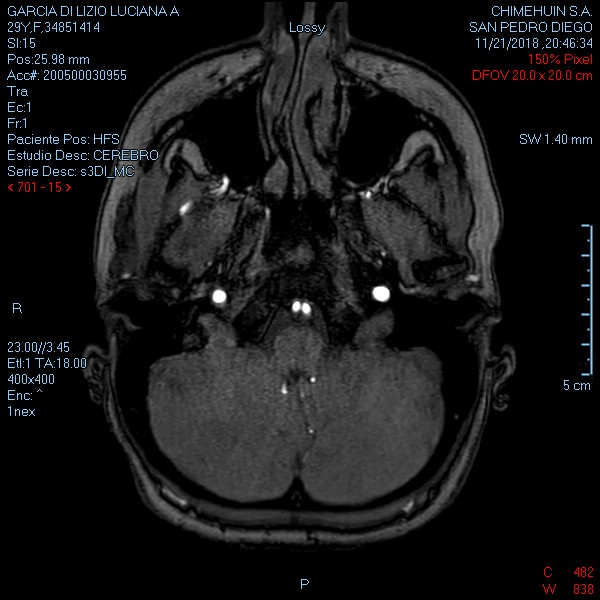 GARCIA DI LIZIO LUCIANA A
29Y,F,34851414
Sl:15
Pos:25.98 mm
Acc#: 200500030955
Tra
Ec:1
Fr:1
Paciente Pos: HFS
Estudio Desc: CEREBRO
Serie Desc: s3DI_MC
< 701 - 15 >
Lossy
CHIMEHUIN S.A.
SAN PEDRO DIEGO
11/21/2018 ,20:46:34
150% Pixel
DFOV 20.0 x 20.0 cm
SW 1.40 mm
R
23.00//3.45
Etl:1 TA:18.00
400x400
Enc: ^
1nex
5 cm
P
C 482
W 838